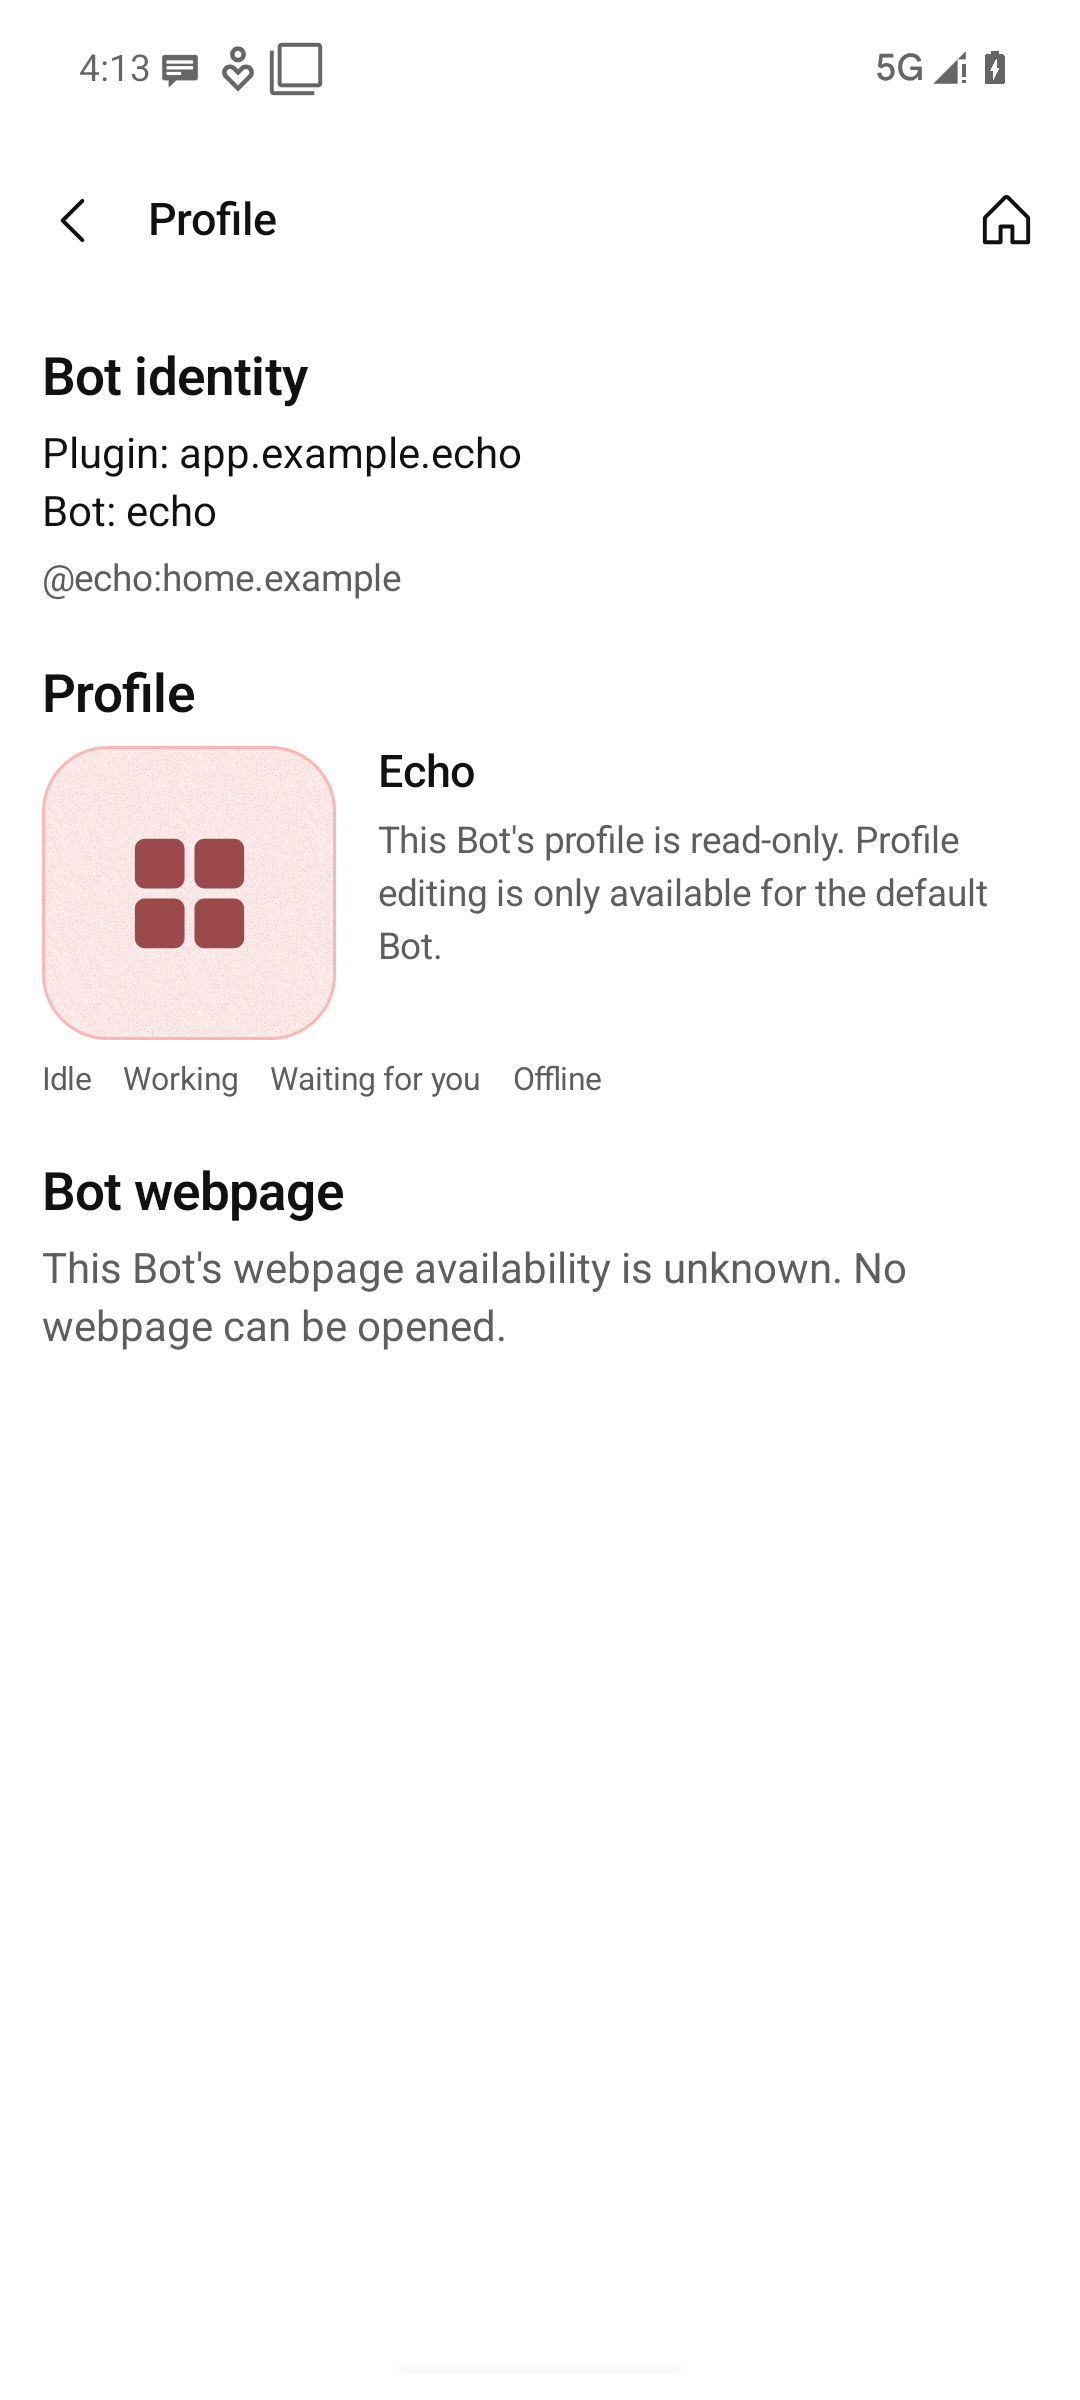 4:13
5G
Profile
Bot identity
Plugin: app.example.echo
Bot: echo
@echo:home.example
Profile
Echo
This Bot's profile is read-only. Profile
editing is only available for the default
Bot.
Idle Working Waiting for you Offline
Bot webpage
This Bot's webpage availability is unknown. No
webpage can be opened.